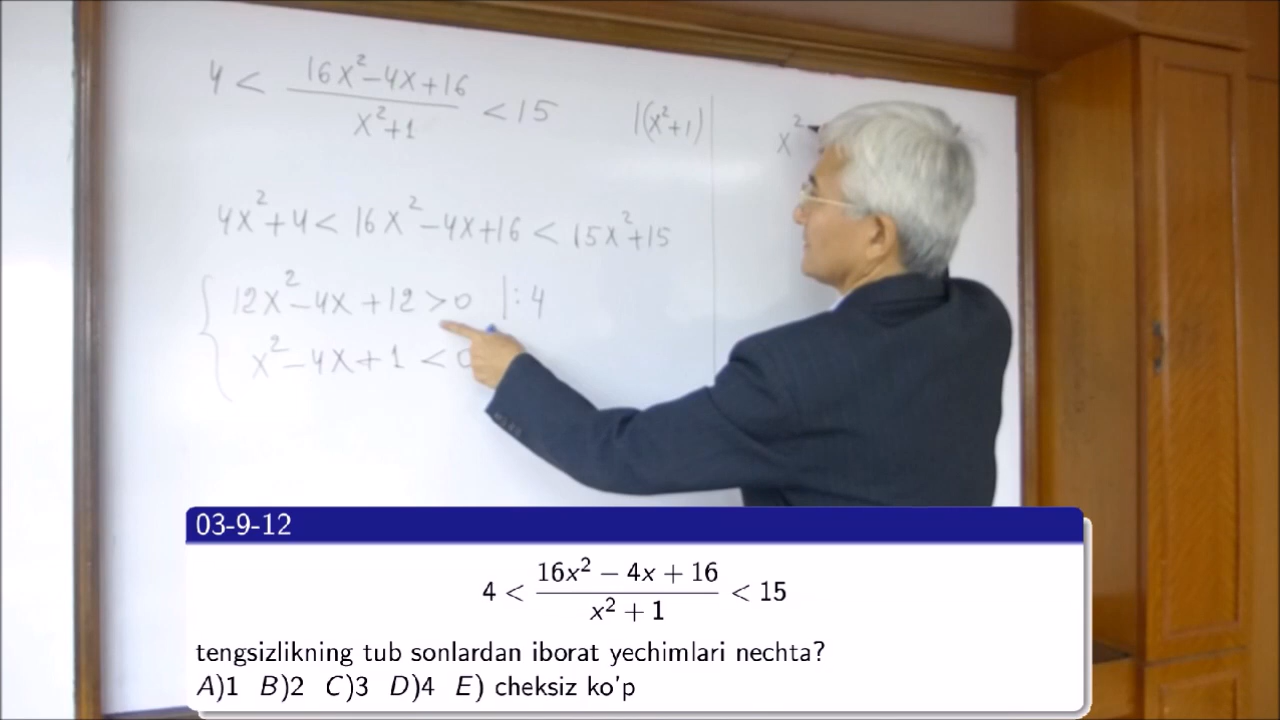 4 < (16x²-4x+16)/(x²+1) < 15 |(x²+1)
x²
4x²+4 < 16x²-4x+16 < 15x²+15
12x²-4x+12 > 0 |:4
x²-4x+1 < 0
03-9-12
4 < (16x² − 4x + 16)/(x² + 1) < 15
tengsizlikning tub sonlardan iborat yechimlari nechta?
A)1 B)2 C)3 D)4 E) cheksiz ko'p